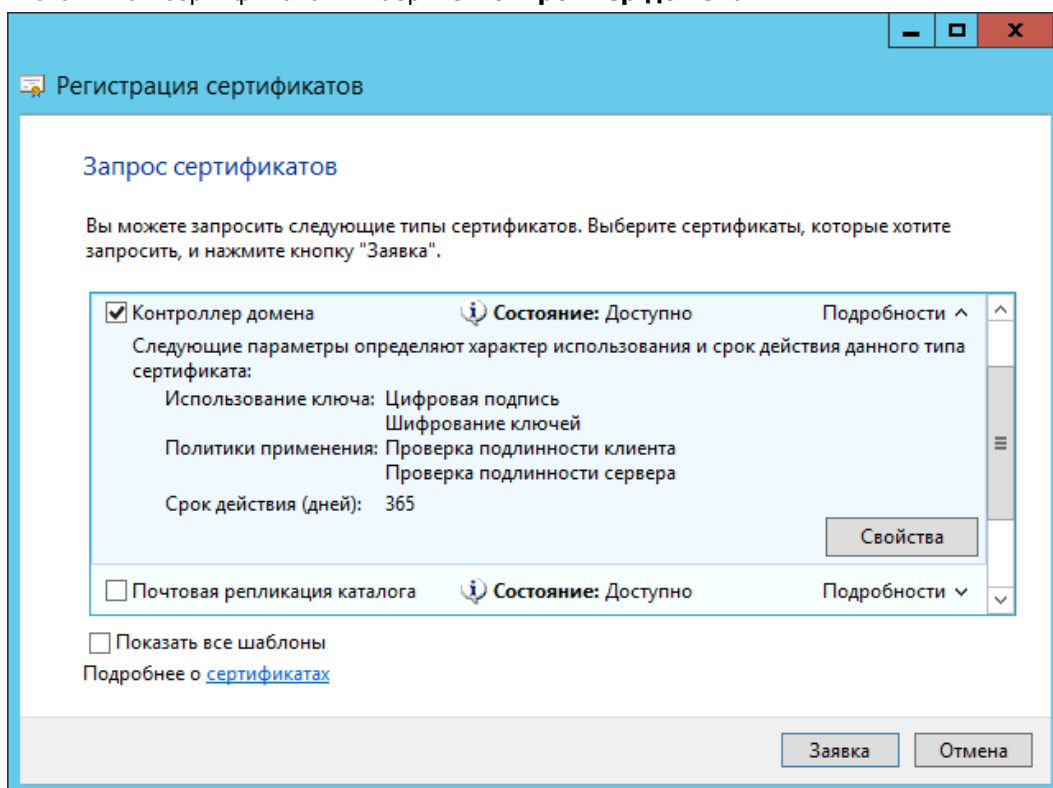 Регистрация сертификатов
Запрос сертификатов
Вы можете запросить следующие типы сертификатов. Выберите сертификаты, которые хотите
запросить, и нажмите кнопку "Заявка".
Контроллер домена Состояние: Доступно Подробности
Следующие параметры определяют характер использования и срок действия данного типа
сертификата:
Использование ключа: Цифровая подпись
Шифрование ключей
Политики применения: Проверка подлинности клиента
Проверка подлинности сервера
Срок действия (дней): 365
Свойства
Почтовая репликация каталога Состояние: Доступно Подробности
Показать все шаблоны
Подробнее о сертификатах
Заявка Отмена